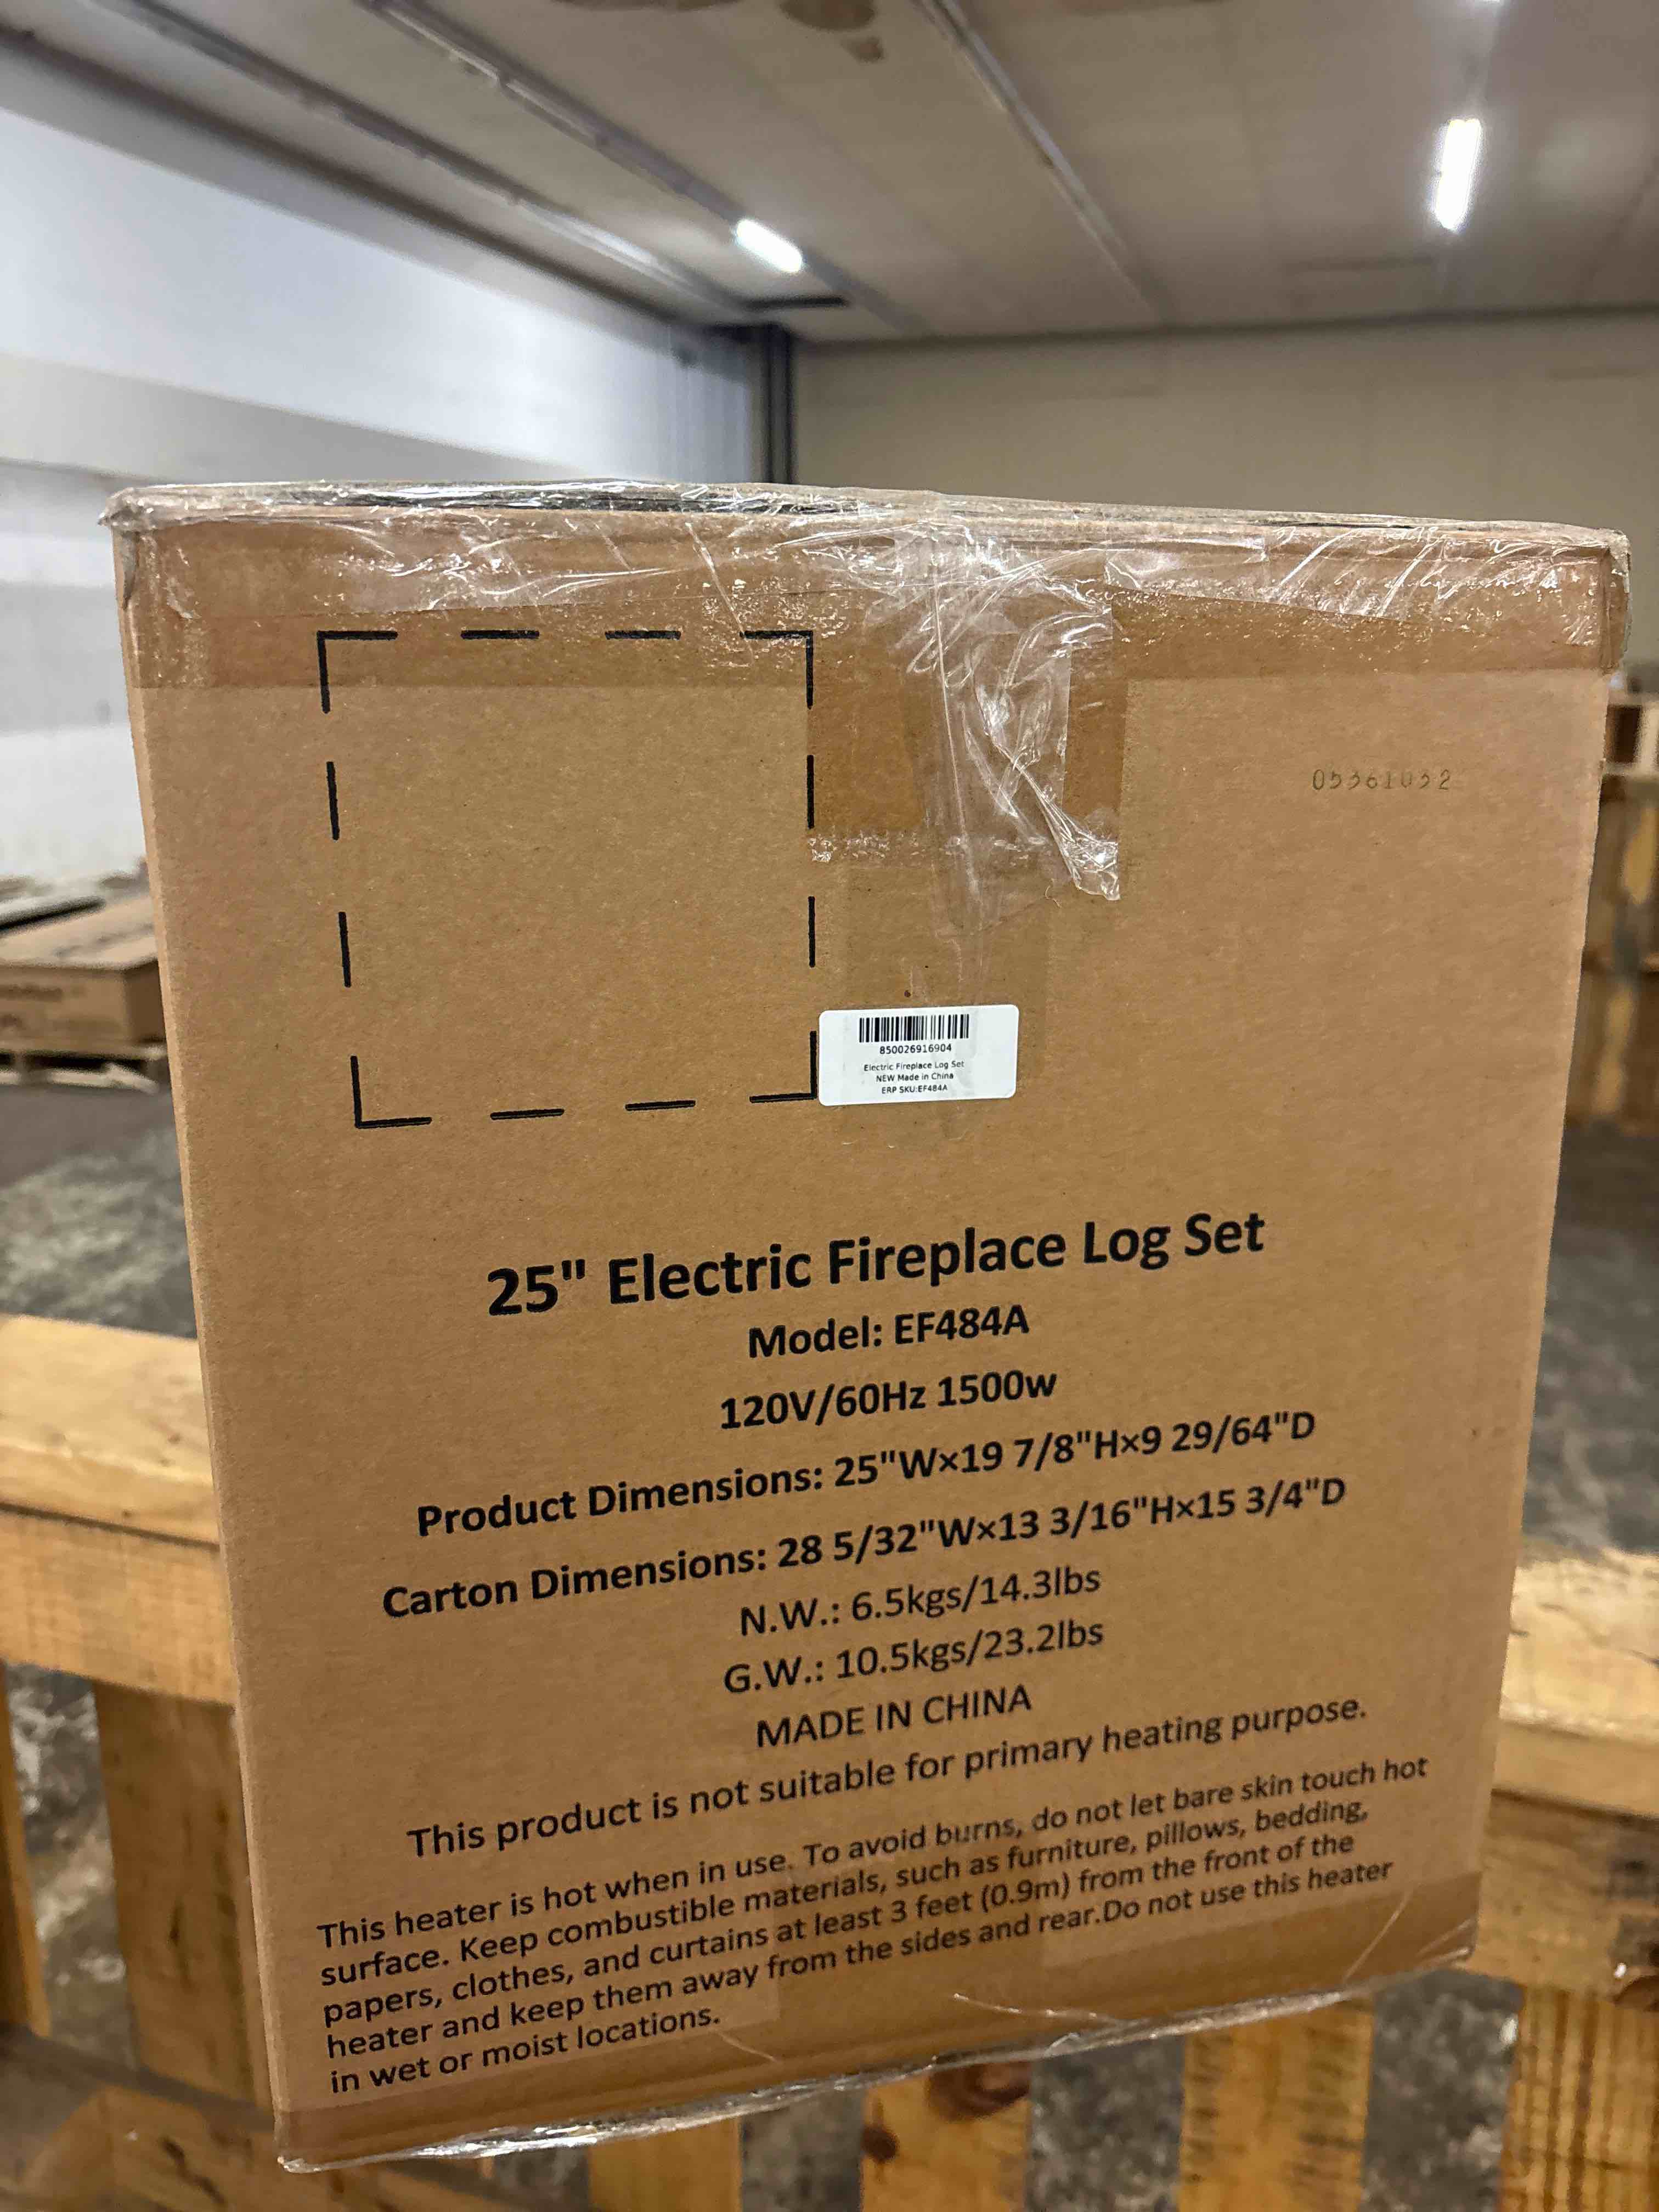 05361032
850026916904
Electric Fireplace Log Set
NEW Made in China
ERP SKU:EF484A
25" Electric Fireplace Log Set
Model: EF484A
120V/60Hz 1500w
Product Dimensions: 25"W×19 7/8"H×9 29/64"D
Carton Dimensions: 28 5/32"W×13 3/16"H×15 3/4"D
N.W.: 6.5kgs/14.3lbs
G.W.: 10.5kgs/23.2lbs
MADE IN CHINA
This product is not suitable for primary heating purpose.
This heater is hot when in use. To avoid burns, do not let bare skin touch hot
surface. Keep combustible materials, such as furniture, pillows, bedding,
papers, clothes, and curtains at least 3 feet (0.9m) from the front of the
heater and keep them away from the sides and rear.Do not use this heater
in wet or moist locations.